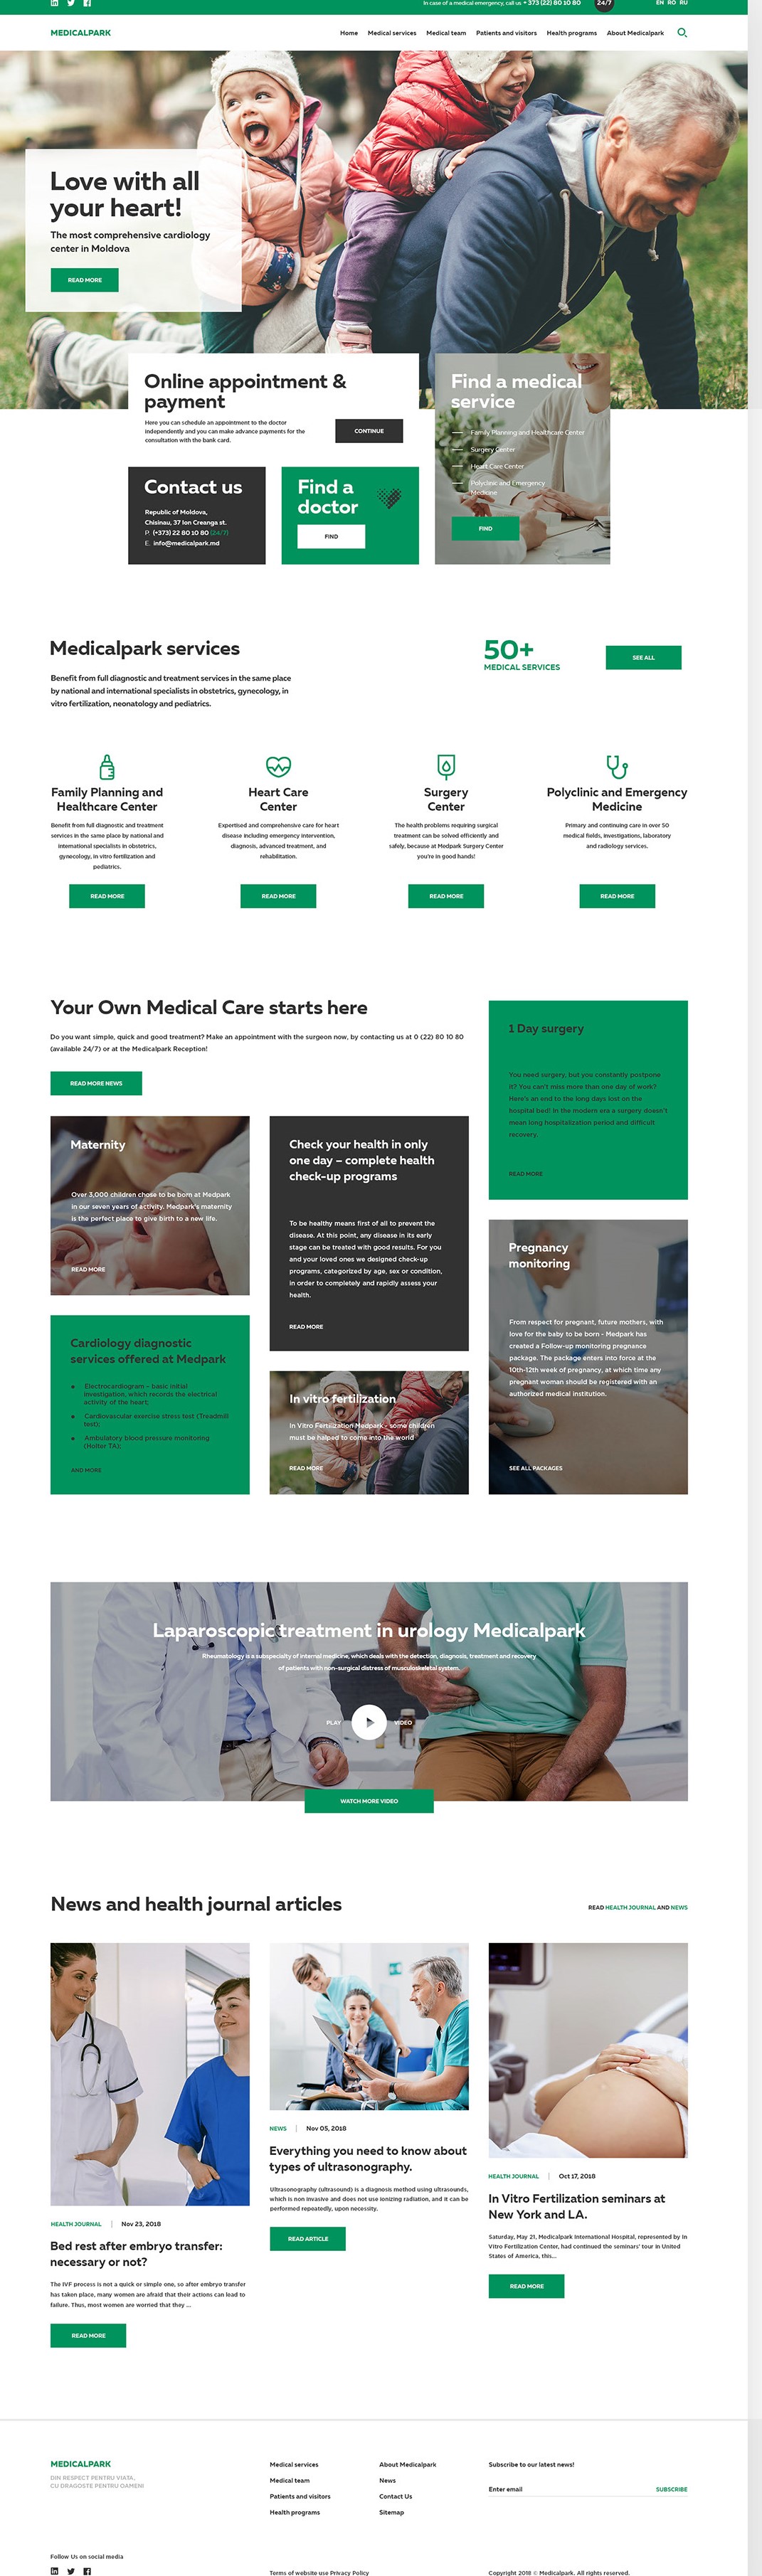 In case of a medical emergency, call us + 373 (22) 80 10 80
24/7
EN RO RU
MEDICALPARK
Home Medical services Medical team Patients and visitors Health programs About Medicalpark
Love with all
your heart!
The most comprehensive cardiology
center in Moldova
READ MORE
Online appointment &
payment
Here you can schedule an appointment to the doctor
independently and you can make advance payments for the
consultation with the bank card.
CONTINUE
Find a medical
service
Family Planning and Healthcare Center
Surgery Center
Heart Care Center
Polyclinic and Emergency
Medicine
FIND
Contact us
Republic of Moldova,
Chisinau, 37 Ion Creanga st.
P. (+373) 22 80 10 80 (24/7)
E. info@medicalpark.md
Find a
doctor
FIND
Medicalpark services
50+
MEDICAL SERVICES
SEE ALL
Benefit from full diagnostic and treatment services in the same place
by national and international specialists in obstetrics, gynecology, in
vitro fertilization, neonatology and pediatrics.
Family Planning and
Healthcare Center
Benefit from full diagnostic and treatment
services in the same place by national and
international specialists in obstetrics,
gynecology, in vitro fertilization and
pediatrics.
READ MORE
Heart Care
Center
Expertised and comprehensive care for heart
disease including emergency intervention,
diagnosis, advanced treatment, and
rehabilitation.
READ MORE
Surgery
Center
The health problems requiring surgical
treatment can be solved efficiently and
safely, because at Medpark Surgery Center
you're in good hands!
READ MORE
Polyclinic and Emergency
Medicine
Primary and continuing care in over 50
medical fields, investigations, laboratory
and radiology services.
READ MORE
Your Own Medical Care starts here
Do you want simple, quick and good treatment? Make an appointment with the surgeon now, by contacting us at 0 (22) 80 10 80
(available 24/7) or at the Medicalpark Reception!
READ MORE NEWS
1 Day surgery
You need surgery, but you constantly postpone
it? You can't miss more than one day of work?
Here's an end to the long days lost on the
hospital bed! In the modern era a surgery doesn't
mean long hospitalization period and difficult
recovery.
READ MORE
Maternity
Over 3,000 children chose to be born at Medpark
in our seven years of activity. Medpark's maternity
is the perfect place to give birth to a new life.
READ MORE
Check your health in only
one day – complete health
check-up programs
To be healthy means first of all to prevent the
disease. At this point, any disease in its early
stage can be treated with good results. For you
and your loved ones we designed check-up
programs, categorized by age, sex or condition,
in order to completely and rapidly assess your
health.
READ MORE
Pregnancy
monitoring
From respect for pregnant, future mothers, with
love for the baby to be born - Medpark has
created a Follow-up monitoring pregnance
package. The package enters into force at the
10th-12th week of pregnancy, at which time any
pregnant woman should be registered with an
authorized medical institution.
SEE ALL PACKAGES
Cardiology diagnostic
services offered at Medpark
Electrocardiogram – basic initial
investigation, which records the electrical
activity of the heart;
Cardiovascular exercise stress test (Treadmill
test);
Ambulatory blood pressure monitoring
(Holter TA);
AND MORE
In vitro fertilization
In Vitro Fertilization Medpark - some children
must be helped to come into the world
READ MORE
Laparoscopic treatment in urology Medicalpark
Rheumatology is a subspecialty of internal medicine, which deals with the detection, diagnosis, treatment and recovery
of patients with non-surgical distress of musculoskeletal system.
PLAY VIDEO
WATCH MORE VIDEO
News and health journal articles
READ HEALTH JOURNAL AND NEWS
HEALTH JOURNAL | Nov 23, 2018
Bed rest after embryo transfer:
necessary or not?
The IVF process is not a quick or simple one, so after embryo transfer
has taken place, many women are afraid that their actions can lead to
failure. Thus, most women are worried that they ...
READ MORE
NEWS | Nov 05, 2018
Everything you need to know about
types of ultrasonography.
Ultrasonography (ultrasound) is a diagnosis method using ultrasounds,
which is non invasive and does not use ionizing radiation, and it can be
performed repeatedly, upon necessity.
READ ARTICLE
HEALTH JOURNAL | Oct 17, 2018
In Vitro Fertilization seminars at
New York and LA.
Saturday, May 21, Medicalpark International Hospital, represented by In
Vitro Fertilization Center, had continued the seminars' tour in United
States of America, this...
READ MORE
MEDICALPARK
DIN RESPECT PENTRU VIATA,
CU DRAGOSTE PENTRU OAMENI
Medical services
Medical team
Patients and visitors
Health programs
About Medicalpark
News
Contact Us
Sitemap
Subscribe to our latest news!
Enter email SUBSCRIBE
Follow Us on social media
Terms of website use Privacy Policy
Copyright 2018 © Medicalpark. All rights reserved.